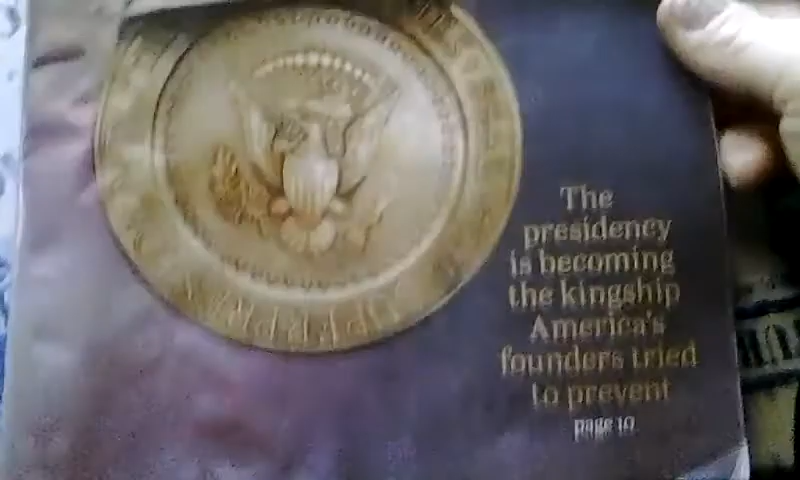 The
presidency
is becoming
the kingship
America's
founders tried
to prevent
page 10